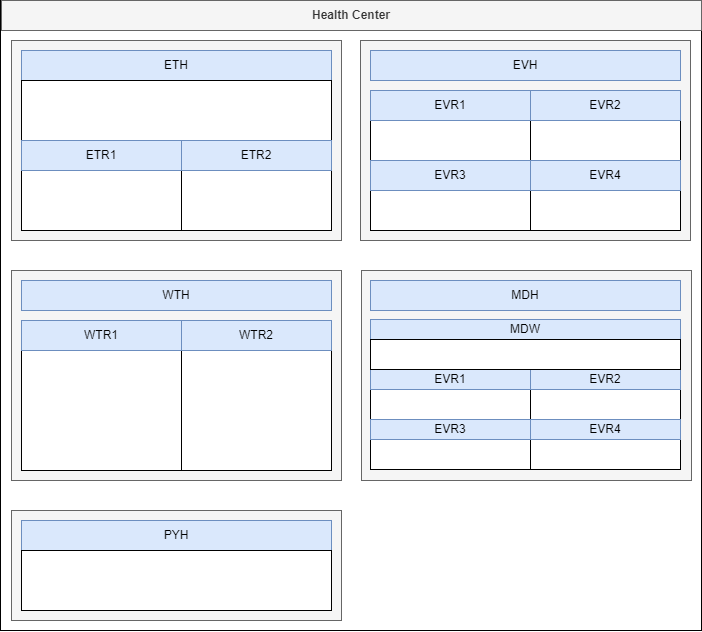 Health Center
ETH
ETR1 ETR2
EVH
EVR1 EVR2
EVR3 EVR4
WTH
WTR1 WTR2
MDH
MDW
EVR1 EVR2
EVR3 EVR4
PYH